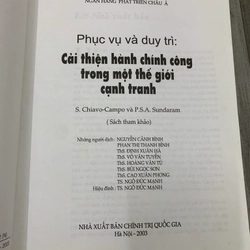 NGÂN HÀNG PHÁT TRIỂN CHÂU Á
Phục vụ và duy trì:
Cải thiện hành chính công
trong một thế giới
cạnh tranh
S. Chiavo-Campo và P.S.A. Sundaram
(Sách tham khảo)
Những người dịch: NGUYỄN CẢNH BÌNH
PHAN THỊ THANH BÌNH
ThS. ĐINH XUÂN HÀ
ThS. VÕ VĂN TUYỂN
ThS. HOÀNG VĂN TÚ
ThS. BÙI NGỌC SƠN
ThS. CAO XUÂN PHONG
TS. NGÔ ĐỨC MẠNH
Hiệu đính: TS. NGÔ ĐỨC MẠNH
NHÀ XUẤT BẢN CHÍNH TRỊ QUỐC GIA
Hà Nội - 2003